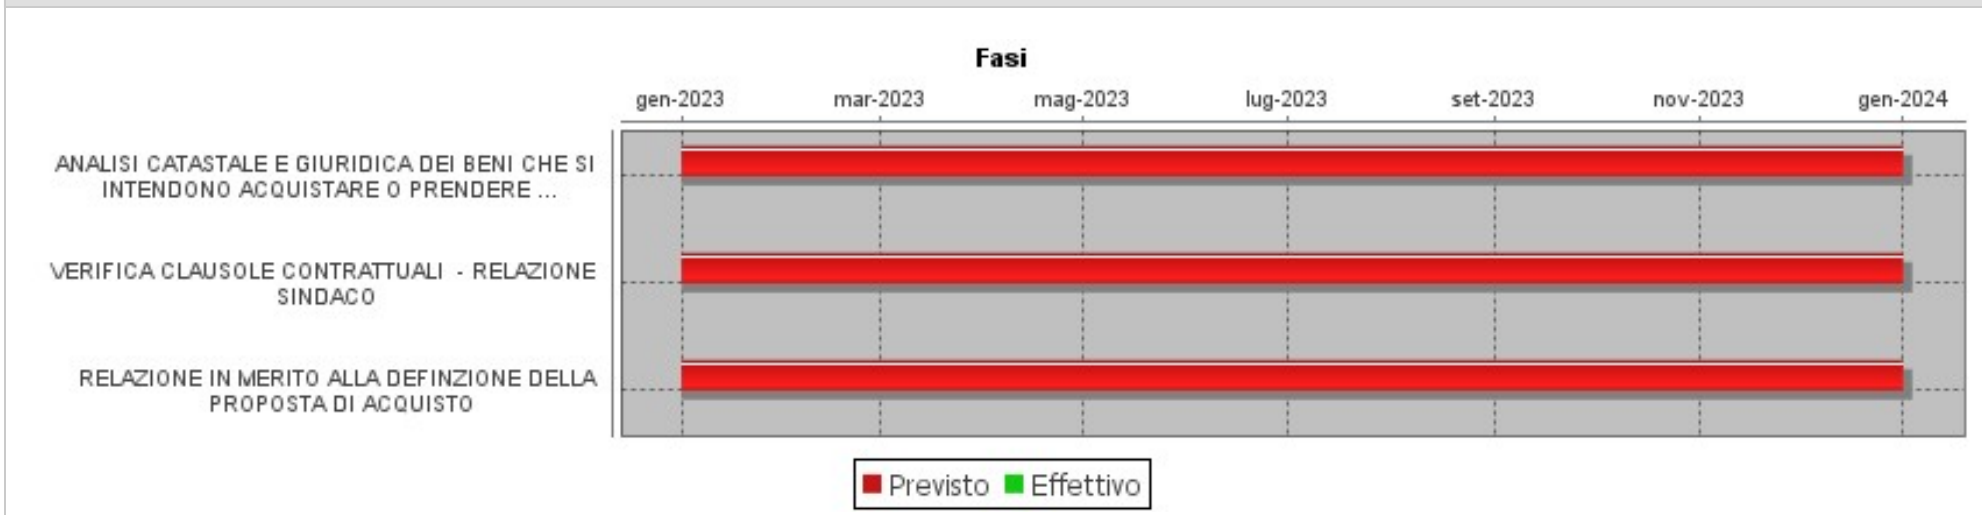 Fasi
gen-2023 mar-2023 mag-2023 lug-2023 set-2023 nov-2023 gen-2024
ANALISI CATASTALE E GIURIDICA DEI BENI CHE SI
INTENDONO ACQUISTARE O PRENDERE ...
VERIFICA CLAUSOLE CONTRATTUALI - RELAZIONE
SINDACO
RELAZIONE IN MERITO ALLA DEFINZIONE DELLA
PROPOSTA DI ACQUISTO
Previsto Effettivo